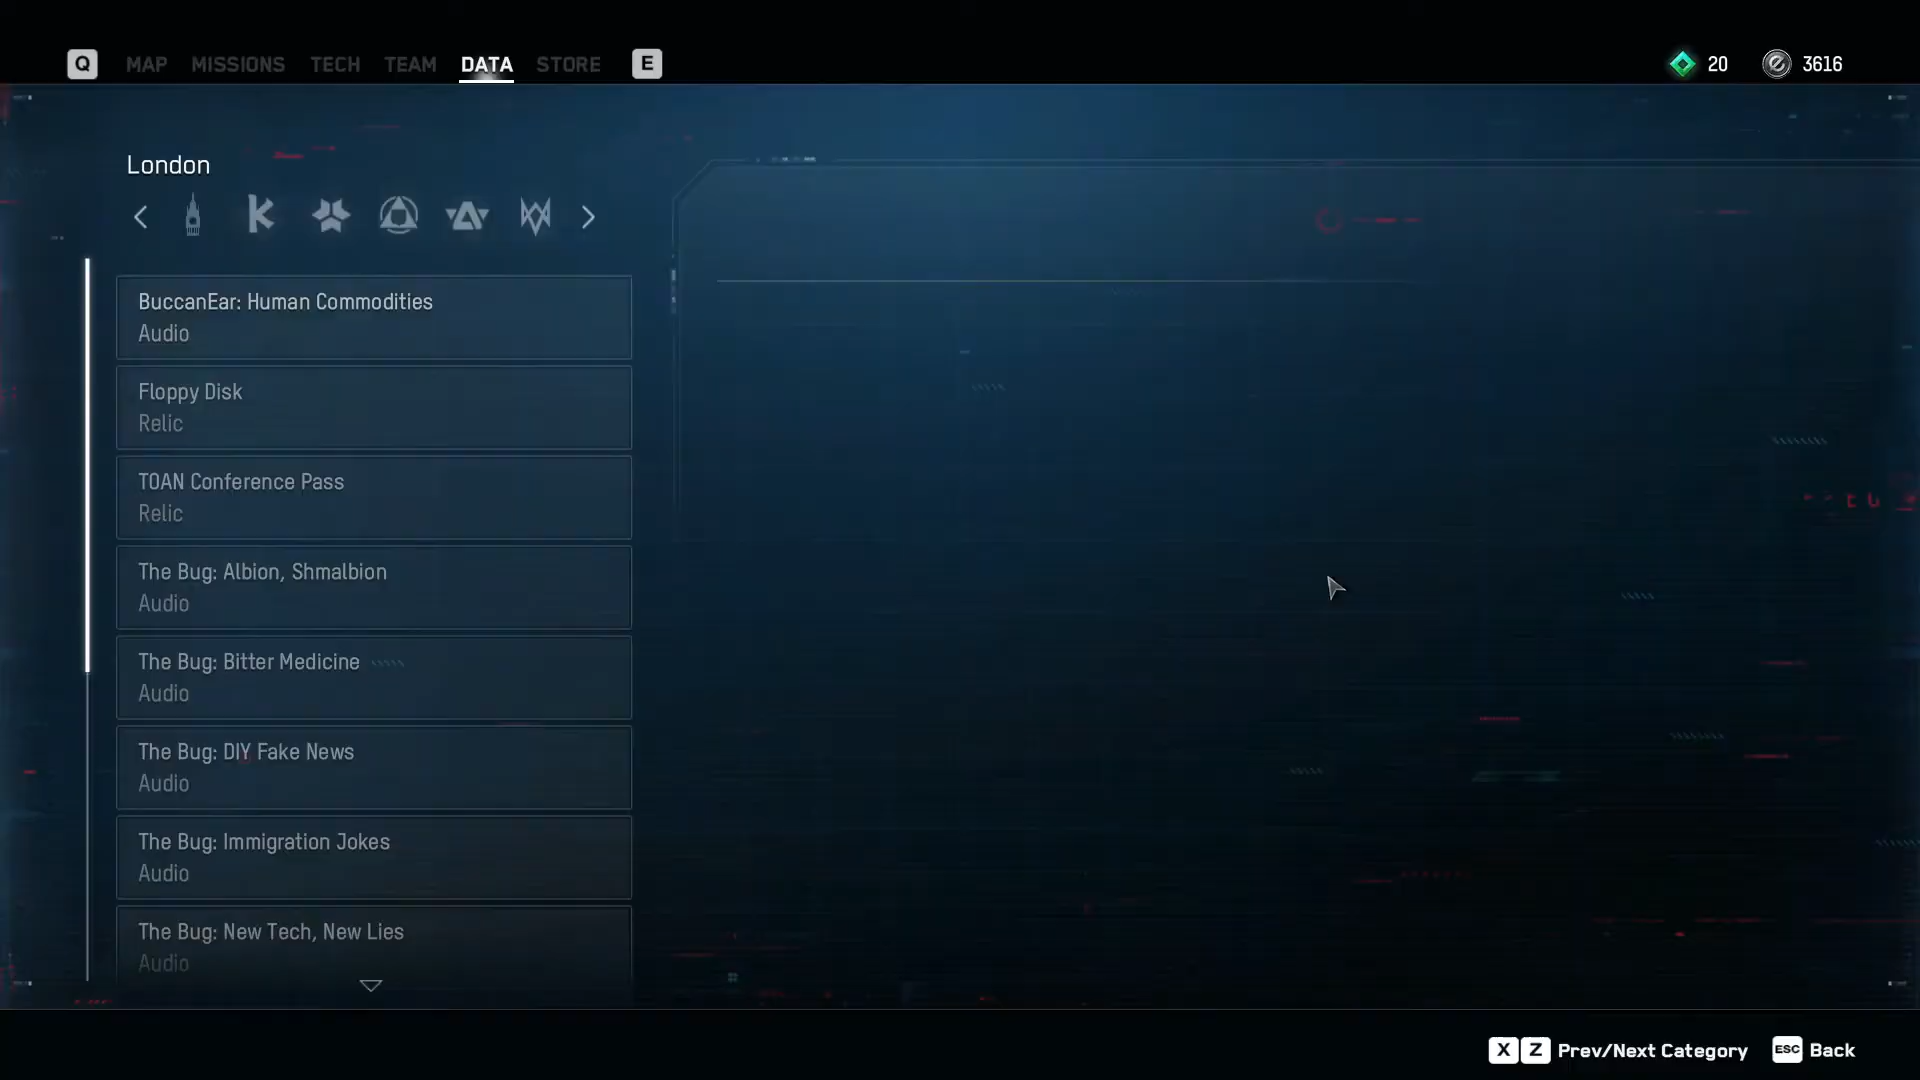 Q MAP MISSIONS TECH TEAM DATA STORE E 20 3616
London
BuccanEar: Human Commodities
Audio
Floppy Disk
Relic
TOAN Conference Pass
Relic
The Bug: Albion, Shmalbion
Audio
The Bug: Bitter Medicine
Audio
The Bug: DIY Fake News
Audio
The Bug: Immigration Jokes
Audio
The Bug: New Tech, New Lies
Audio
X Z Prev/Next Category ESC Back